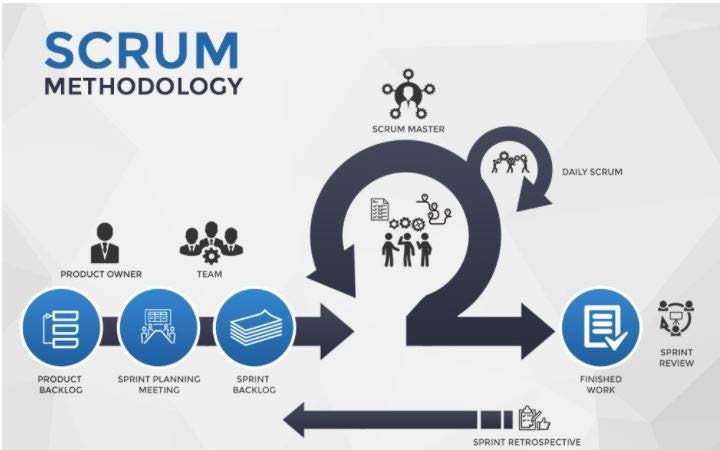 SCRUM
METHODOLOGY
SCRUM MASTER
DAILY SCRUM
PRODUCT OWNER
TEAM
PRODUCT
BACKLOG
SPRINT PLANNING
MEETING
SPRINT
BACKLOG
FINISHED
WORK
SPRINT
REVIEW
SPRINT RETROSPECTIVE